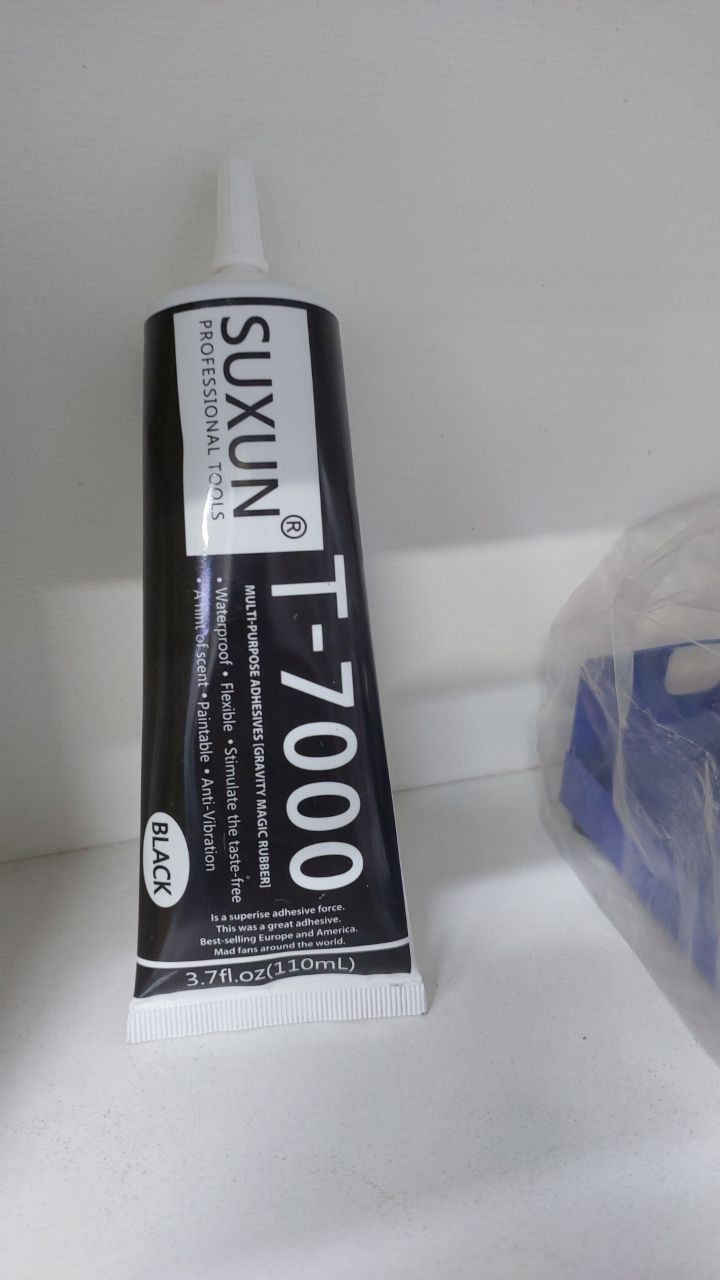 SUXUN®
PROFESSIONAL TOOLS
T-7000
MULTI-PURPOSE ADHESIVES [GRAVITY MAGIC RUBBER]
• Waterproof • Flexible • Stimulate the taste-free
• A hint of scent • Paintable • Anti-Vibration
BLACK
Is a superise adhesive force.
This was a great adhesive.
Best-selling Europe and America.
Mad fans around the world.
3.7fl.oz(110mL)